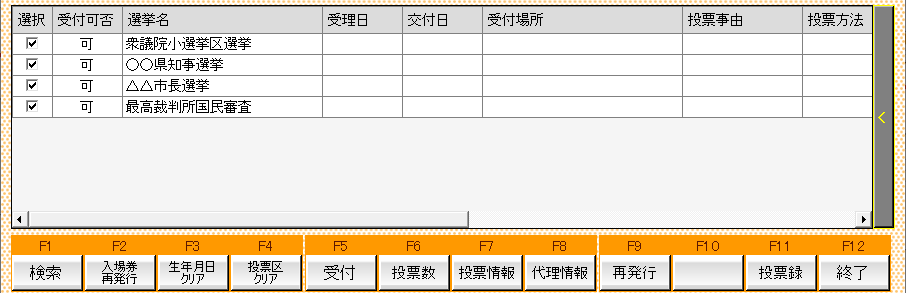 選択 受付可否 選挙名 受理日 交付日 受付場所 投票事由 投票方法
可 衆議院小選挙区選挙
可 〇〇県知事選挙
可 △△市長選挙
可 最高裁判所国民審査
<
F1 F2 F3 F4 F5 F6 F7 F8 F9 F10 F11 F12
検索 入場券再発行 生年月日クリア 投票区クリア 受付 投票数 投票情報 代理情報 再発行 投票録 終了